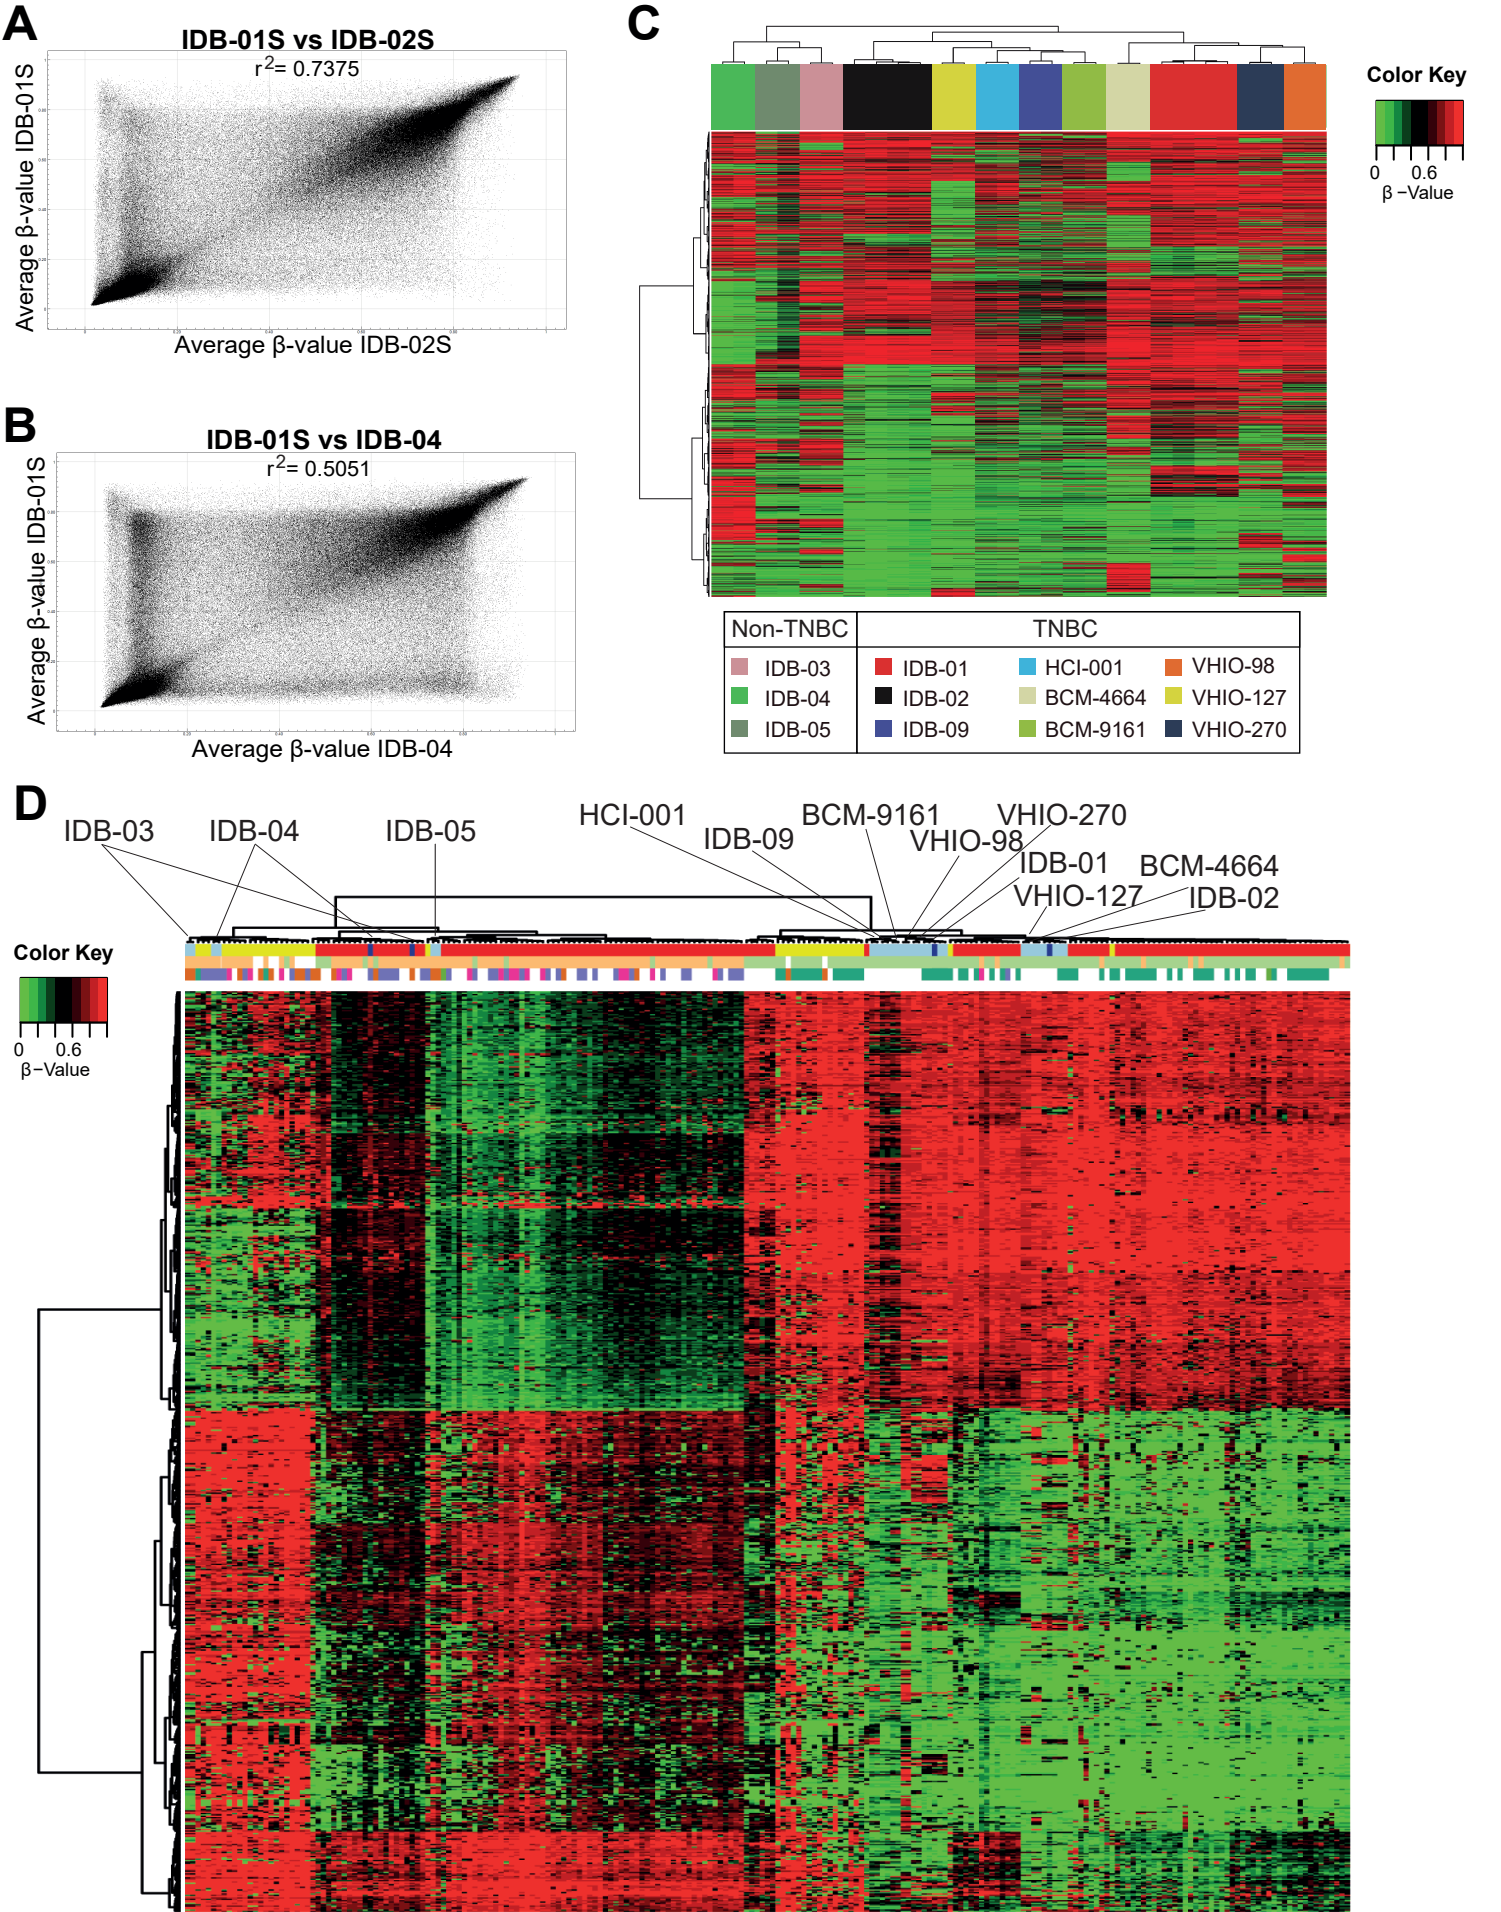 A
IDB-01S vs IDB-02S
r2= 0.7375
Average β-value IDB-01S
Average β-value IDB-02S
B
IDB-01S vs IDB-04
r2= 0.5051
Average β-value IDB-01S
Average β-value IDB-04
C
Color Key
0 0.6
β-Value
Non-TNBC TNBC
IDB-03 IDB-01 HCI-001 VHIO-98
IDB-04 IDB-02 BCM-4664 VHIO-127
IDB-05 IDB-09 BCM-9161 VHIO-270
D
IDB-03 IDB-04 IDB-05 HCI-001 IDB-09 BCM-9161 VHIO-98 VHIO-270
IDB-01 BCM-4664
VHIO-127 IDB-02
Color Key
0 0.6
β-Value